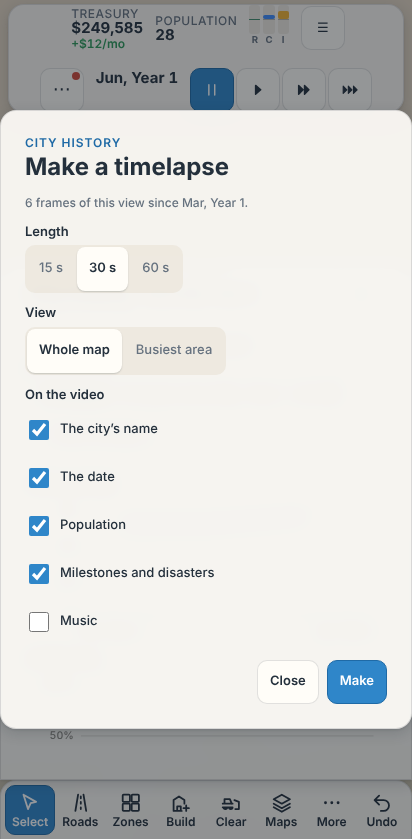 TREASURY
$249,585
+$12/mo
POPULATION
28
R C I
Jun, Year 1
CITY HISTORY
Make a timelapse
6 frames of this view since Mar, Year 1.
Length
15 s 30 s 60 s
View
Whole map Busiest area
On the video
The city’s name
The date
Population
Milestones and disasters
Music
Close Make
50%
Select Roads Zones Build Clear Maps More Undo